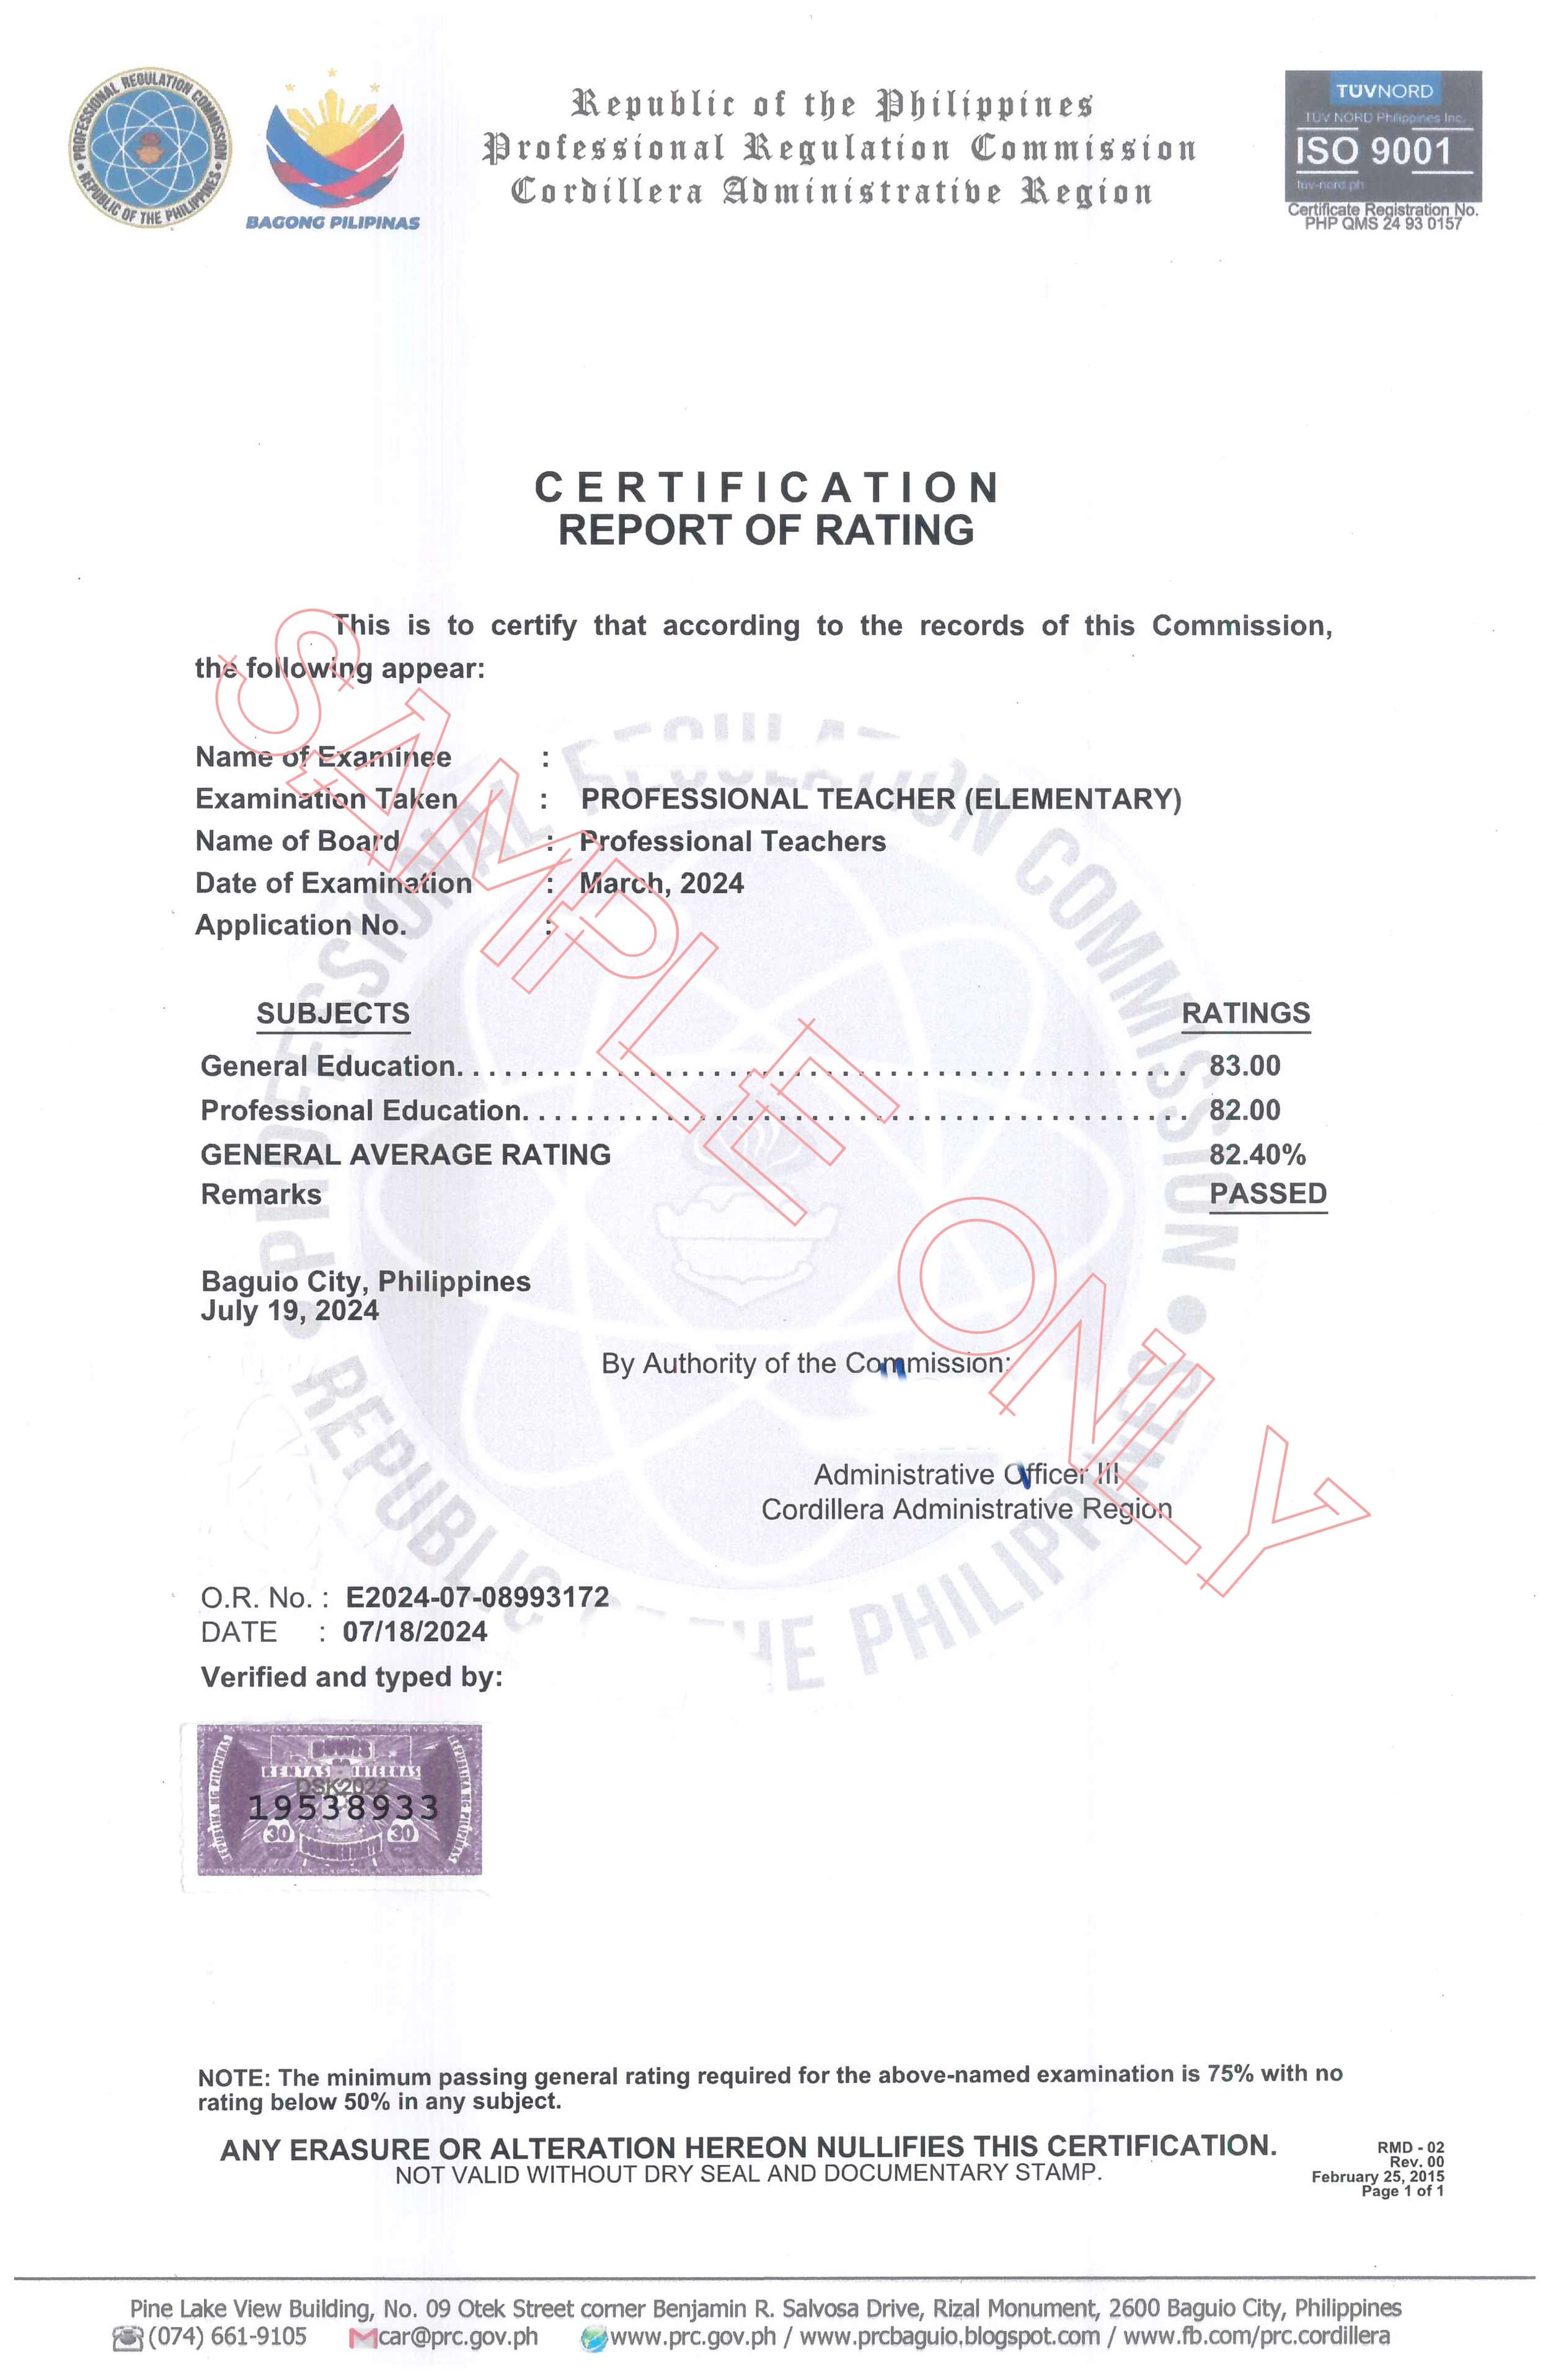 PROFESSIONAL REGULATION COMMISSION
REPUBLIC OF THE PHILIPPINES
BAGONG PILIPINAS
Republic of the Philippines
Professional Regulation Commission
Cordillera Administrative Region
TÜVNORD
TÜV NORD Philippines Inc.
ISO 9001
tuv-nord.ph
Certificate Registration No.
PHP QMS 24 93 0157
CERTIFICATION
REPORT OF RATING
This is to certify that according to the records of this Commission,
the following appear:
Name of Examinee :
Examination Taken : PROFESSIONAL TEACHER (ELEMENTARY)
Name of Board : Professional Teachers
Date of Examination : March, 2024
Application No. :
SUBJECTS RATINGS
General Education. . . . . . . . . . . . . . . . . . . . . . . . . . . . . . . . . . . . . . . . . . . . . . 83.00
Professional Education. . . . . . . . . . . . . . . . . . . . . . . . . . . . . . . . . . . . . . . . . . 82.00
GENERAL AVERAGE RATING 82.40%
Remarks PASSED
Baguio City, Philippines
July 19, 2024
By Authority of the Commission:
Administrative Officer III
Cordillera Administrative Region
O.R. No. : E2024-07-08993172
DATE : 07/18/2024
Verified and typed by:
REPUBLIKA NG PILIPINAS
BUWIS
SA
RENTAS INTERNAS
DSK2022
19538933
30 30
REPUBLIKA NG PILIPINAS
SAMPLE ONLY
PROFESSIONAL REGULATION COMMISSION
REPUBLIC THE PHILIPPINES
NOTE: The minimum passing general rating required for the above-named examination is 75% with no
rating below 50% in any subject.
ANY ERASURE OR ALTERATION HEREON NULLIFIES THIS CERTIFICATION.
NOT VALID WITHOUT DRY SEAL AND DOCUMENTARY STAMP.
RMD - 02
Rev. 00
February 25, 2015
Page 1 of 1
Pine Lake View Building, No. 09 Otek Street corner Benjamin R. Salvosa Drive, Rizal Monument, 2600 Baguio City, Philippines
(074) 661-9105 car@prc.gov.ph www.prc.gov.ph / www.prcbaguio.blogspot.com / www.fb.com/prc.cordillera